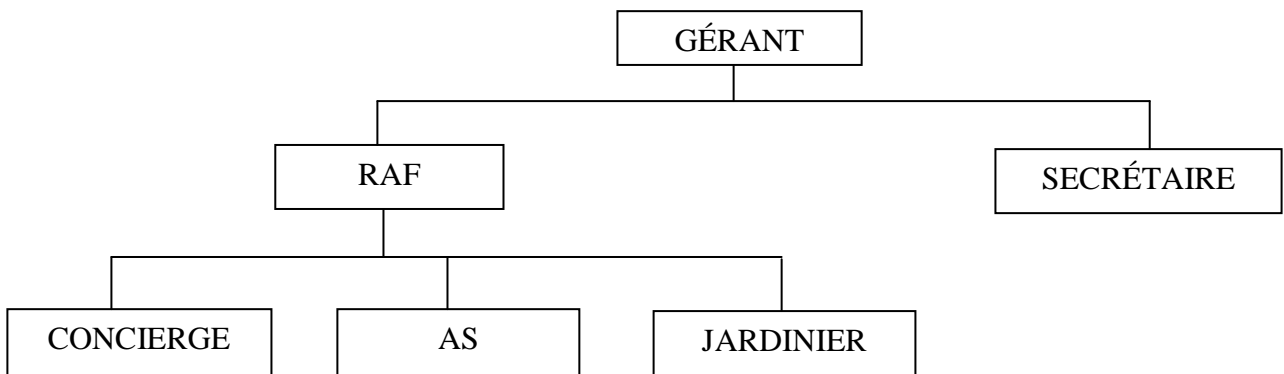 GÉRANT
RAF
SECRÉTAIRE
CONCIERGE
AS
JARDINIER